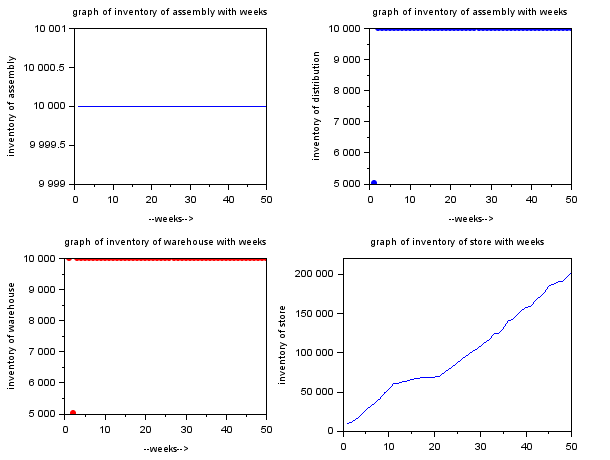 graph of inventory of assembly with weeks
10 001
10 000.5
10 000
9 999.5
9 999
inventory of assembly
0 10 20 30 40 50
--weeks-->
graph of inventory of assembly with weeks
10 000
9 000
8 000
7 000
6 000
5 000
inventory of distribution
0 10 20 30 40 50
--weeks-->
graph of inventory of warehouse with weeks
10 000
9 000
8 000
7 000
6 000
5 000
inventory of warehouse
0 10 20 30 40 50
--weeks-->
graph of inventory of store with weeks
200 000
150 000
100 000
50 000
0
inventory of store
0 10 20 30 40 50